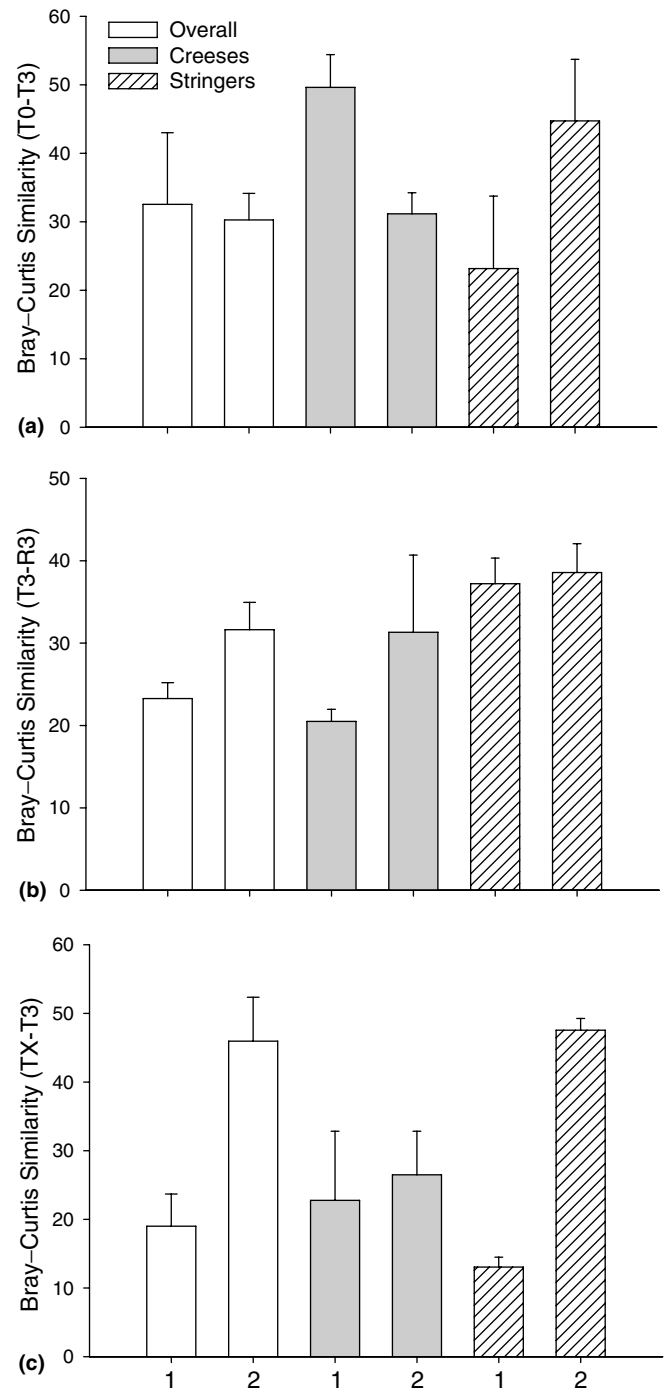 60
50
40
30
20
10
0
Bray–Curtis Similarity (T0-T3)
Overall
Creeses
Stringers
(a)
50
40
30
20
10
0
Bray–Curtis Similarity (T3-R3)
(b)
60
50
40
30
20
10
0
Bray–Curtis Similarity (TX-T3)
(c)
1 2 1 2 1 2